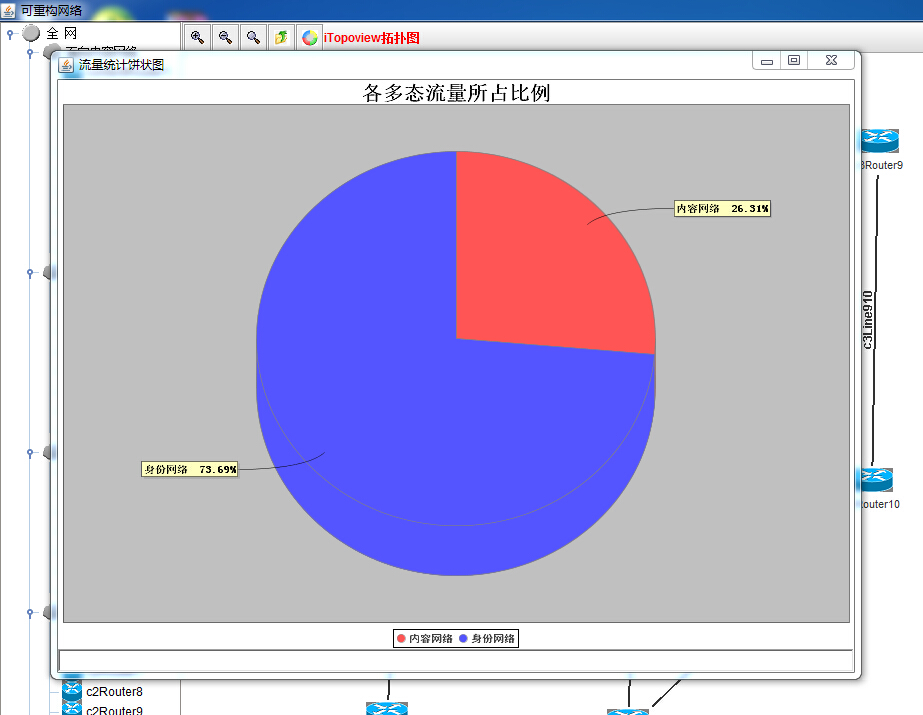 可重构网络
全 网
iTopoview拓扑图
流量统计饼状图
各多态流量所占比例
内容网络 26.31%
身份网络 73.69%
内容网络 身份网络
c3Line910
c2Router8
c2Router9